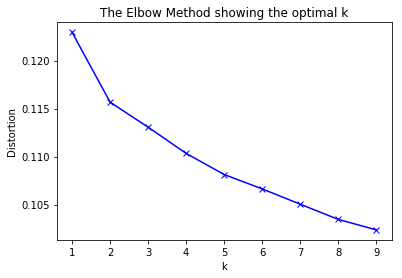 The Elbow Method showing the optimal k
0.120
0.115
0.110
0.105
Distortion
1 2 3 4 5 6 7 8 9
k